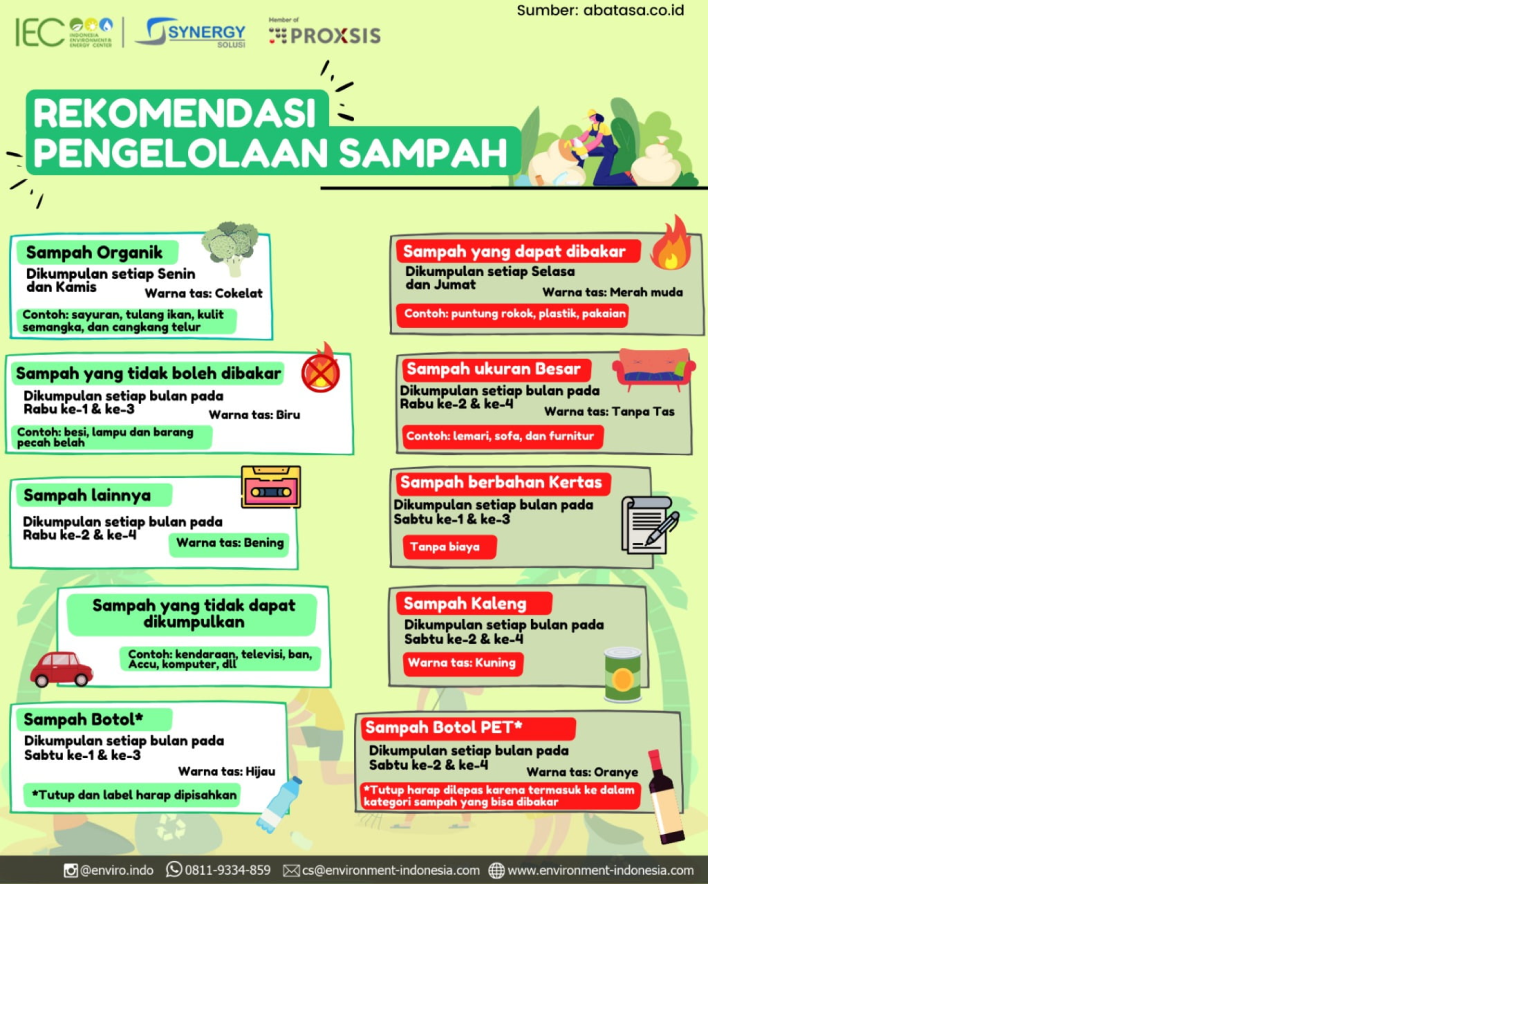 Sumber: abatasa.co.id
IEC
INDONESIA
ENVIRONMENT &
ENERGY CENTER
SYNERGY
SOLUSI
Member of
PROXSIS
REKOMENDASI
PENGELOLAAN SAMPAH
Sampah Organik
Dikumpulan setiap Senin
dan Kamis
Warna tas: Cokelat
Contoh: sayuran, tulang ikan, kulit
semangka, dan cangkang telur
Sampah yang dapat dibakar
Dikumpulan setiap Selasa
dan Jumat
Warna tas: Merah muda
Contoh: puntung rokok, plastik, pakaian
Sampah yang tidak boleh dibakar
Dikumpulan setiap bulan pada
Rabu ke-1 & ke-3
Warna tas: Biru
Contoh: besi, lampu dan barang
pecah belah
Sampah ukuran Besar
Dikumpulan setiap bulan pada
Rabu ke-2 & ke-4
Warna tas: Tanpa Tas
Contoh: lemari, sofa, dan furnitur
Sampah lainnya
Dikumpulan setiap bulan pada
Rabu ke-2 & ke-4
Warna tas: Bening
Sampah berbahan Kertas
Dikumpulan setiap bulan pada
Sabtu ke-1 & ke-3
Tanpa biaya
Sampah yang tidak dapat
dikumpulkan
Contoh: kendaraan, televisi, ban,
Accu, komputer, dll
Sampah Kaleng
Dikumpulan setiap bulan pada
Sabtu ke-2 & ke-4
Warna tas: Kuning
Sampah Botol*
Dikumpulan setiap bulan pada
Sabtu ke-1 & ke-3
Warna tas: Hijau
*Tutup dan label harap dipisahkan
Sampah Botol PET*
Dikumpulan setiap bulan pada
Sabtu ke-2 & ke-4
Warna tas: Oranye
*Tutup harap dilepas karena termasuk ke dalam
kategori sampah yang bisa dibakar
@enviro.indo 0811-9334-859 cs@environment-indonesia.com www.environment-indonesia.com